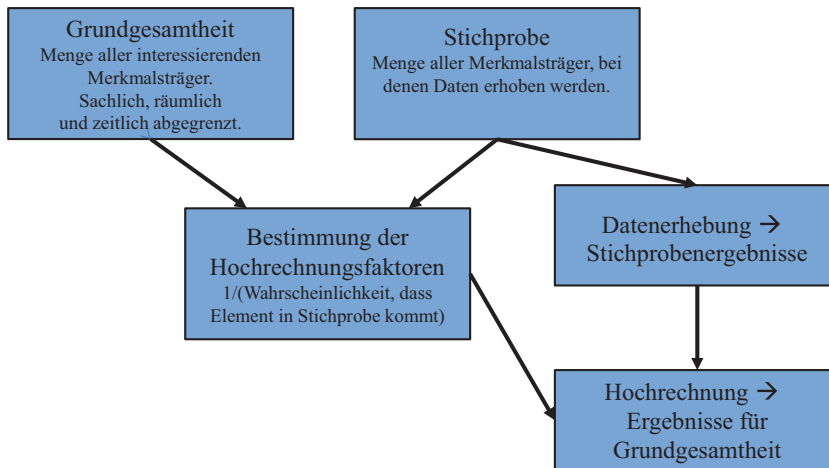 Grundgesamtheit
Menge aller interessierenden
Merkmalsträger.
Sachlich, räumlich
und zeitlich abgegrenzt.
Stichprobe
Menge aller Merkmalsträger, bei
denen Daten erhoben werden.
Bestimmung der
Hochrechnungsfaktoren
1/(Wahrscheinlichkeit, dass
Element in Stichprobe kommt)
Datenerhebung →
Stichprobenergebnisse
Hochrechnung →
Ergebnisse für
Grundgesamtheit